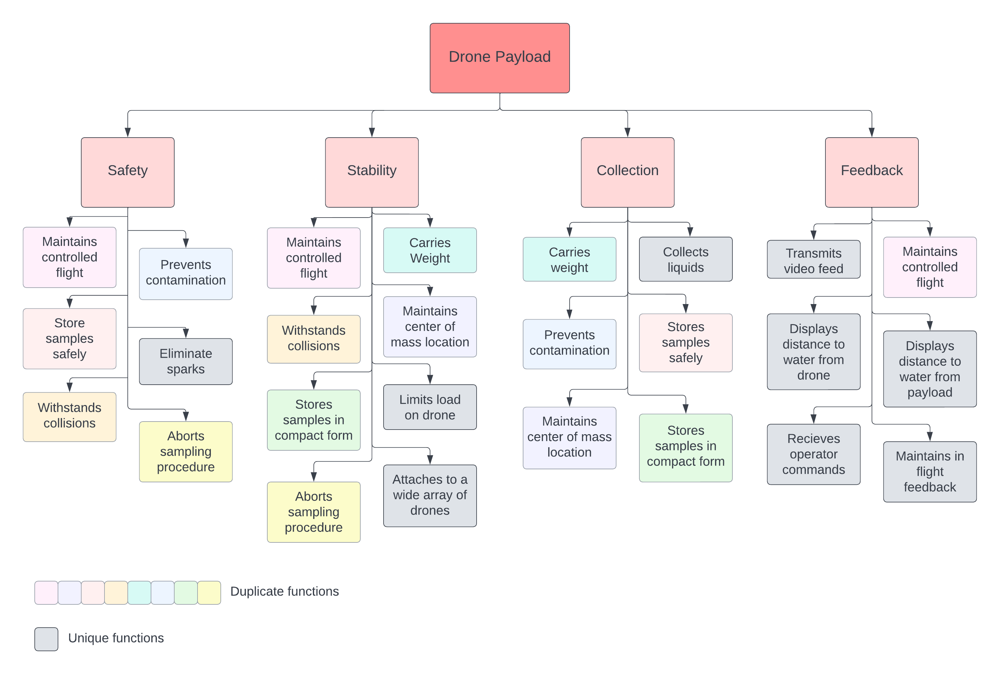 Drone Payload
Safety
Stability
Collection
Feedback
Maintains
controlled
flight
Prevents
contamination
Store
samples
safely
Eliminate
sparks
Withstands
collisions
Aborts
sampling
procedure
Maintains
controlled
flight
Carries
Weight
Withstands
collisions
Maintains
center of
mass location
Stores
samples in
compact form
Limits load
on drone
Aborts
sampling
procedure
Attaches to a
wide array of
drones
Carries
weight
Collects
liquids
Prevents
contamination
Stores
samples
safely
Maintains
center of mass
location
Stores
samples in
compact form
Transmits
video feed
Maintains
controlled
flight
Displays
distance to
water from
drone
Displays
distance to
water from
payload
Recieves
operator
commands
Maintains in
flight
feedback
Duplicate functions
Unique functions